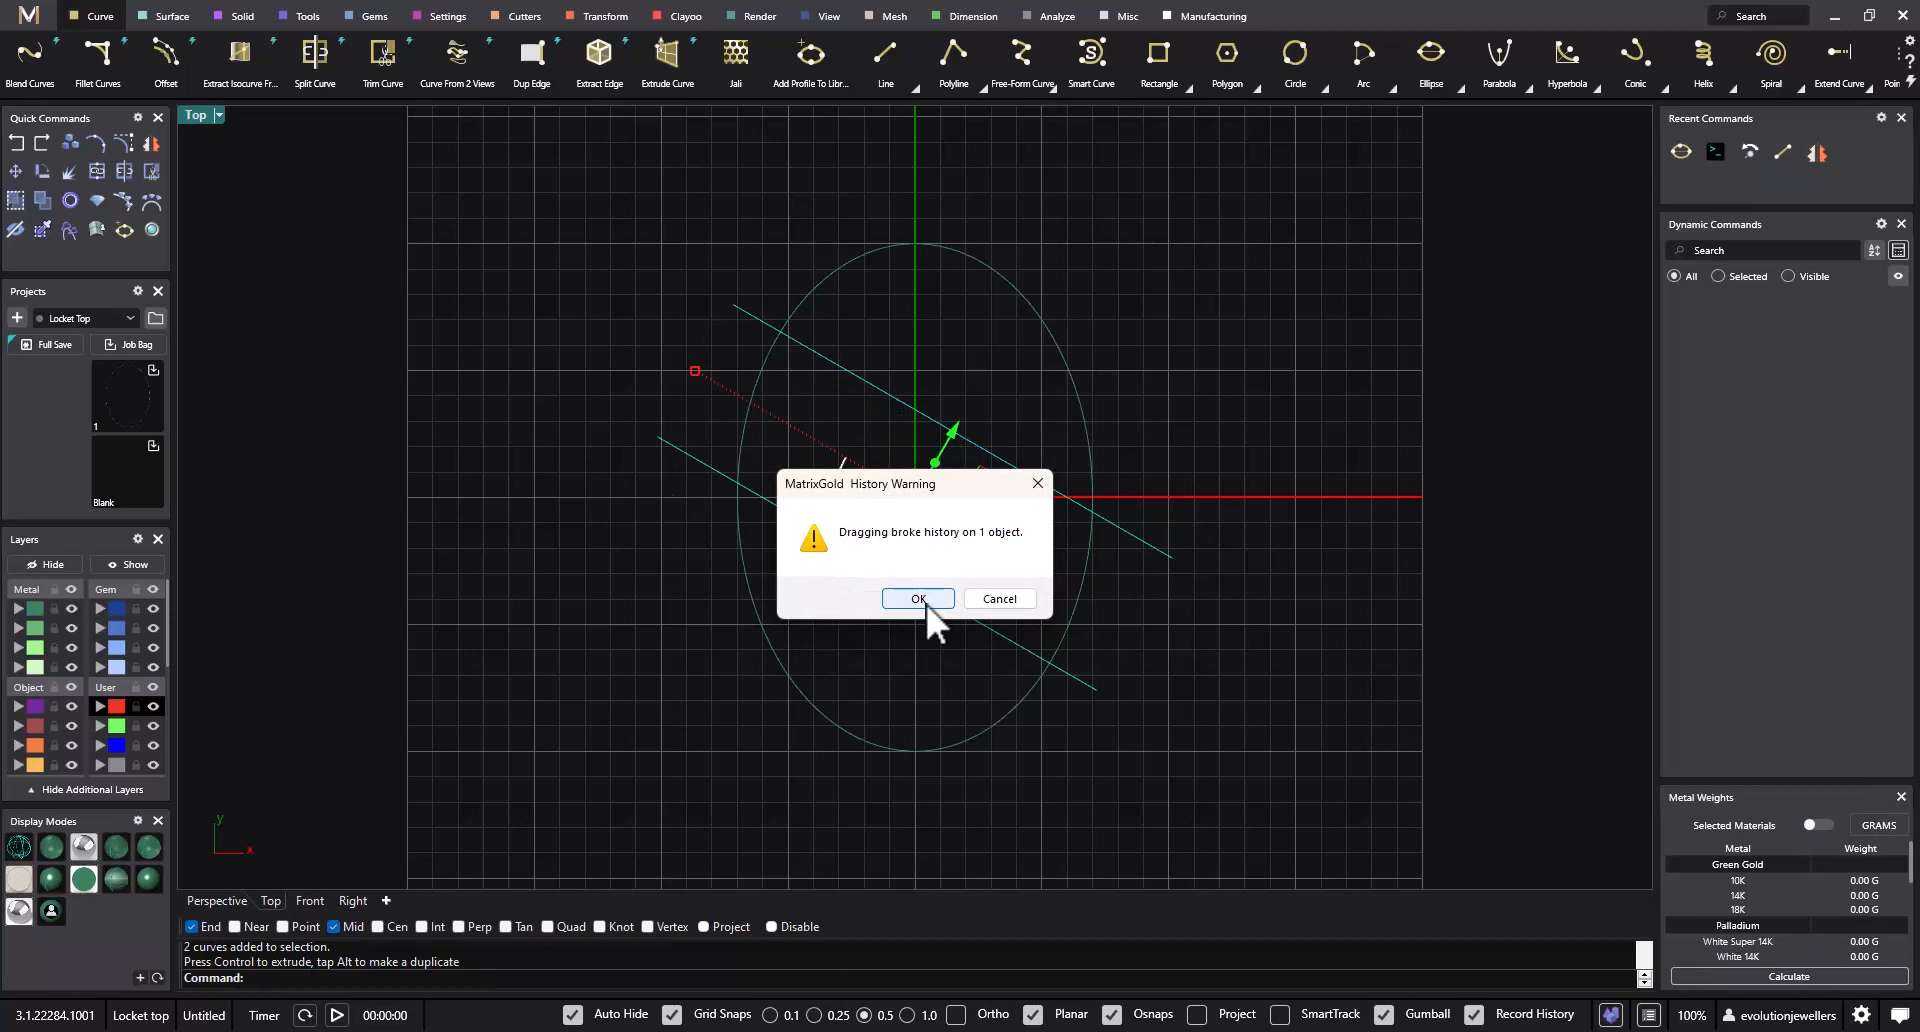 M Curve Surface Solid Tools Gems Settings Cutters Transform Clayoo Render View Mesh Dimension Analyze Misc Manufacturing Search
Blend Curves Fillet Curves Offset Extract Isocurve Fr... Split Curve Trim Curve Curve From 2 Views Dup Edge Extract Edge Extrude Curve Jali Add Profile To Libr... Line Polyline Free-Form Curve Smart Curve Rectangle Polygon Circle Arc Ellipse Parabola Hyperbola Conic Helix Spiral Extend Curve Poin
Quick Commands
Top
Recent Commands
Dynamic Commands
Search
All Selected Visible
Projects
Locket Top
Full Save Job Bag
1
Blank
MatrixGold History Warning
Dragging broke history on 1 object.
OK Cancel
Layers
Hide Show
Metal Gem
Object User
Hide Additional Layers
Display Modes
y
x
Metal Weights
Selected Materials GRAMS
Metal Weight
Green Gold
10K 0.00 G
14K 0.00 G
18K 0.00 G
Palladium
White Super 14K 0.00 G
White 14K 0.00 G
Calculate
Perspective Top Front Right +
End Near Point Mid Cen Int Perp Tan Quad Knot Vertex Project Disable
2 curves added to selection.
Press Control to extrude, tap Alt to make a duplicate
Command:
3.1.22284.1001 Locket top Untitled Timer 00:00:00 Auto Hide Grid Snaps 0.1 0.25 0.5 1.0 Ortho Planar Osnaps Project SmartTrack Gumball Record History 100% evolutionjewellers